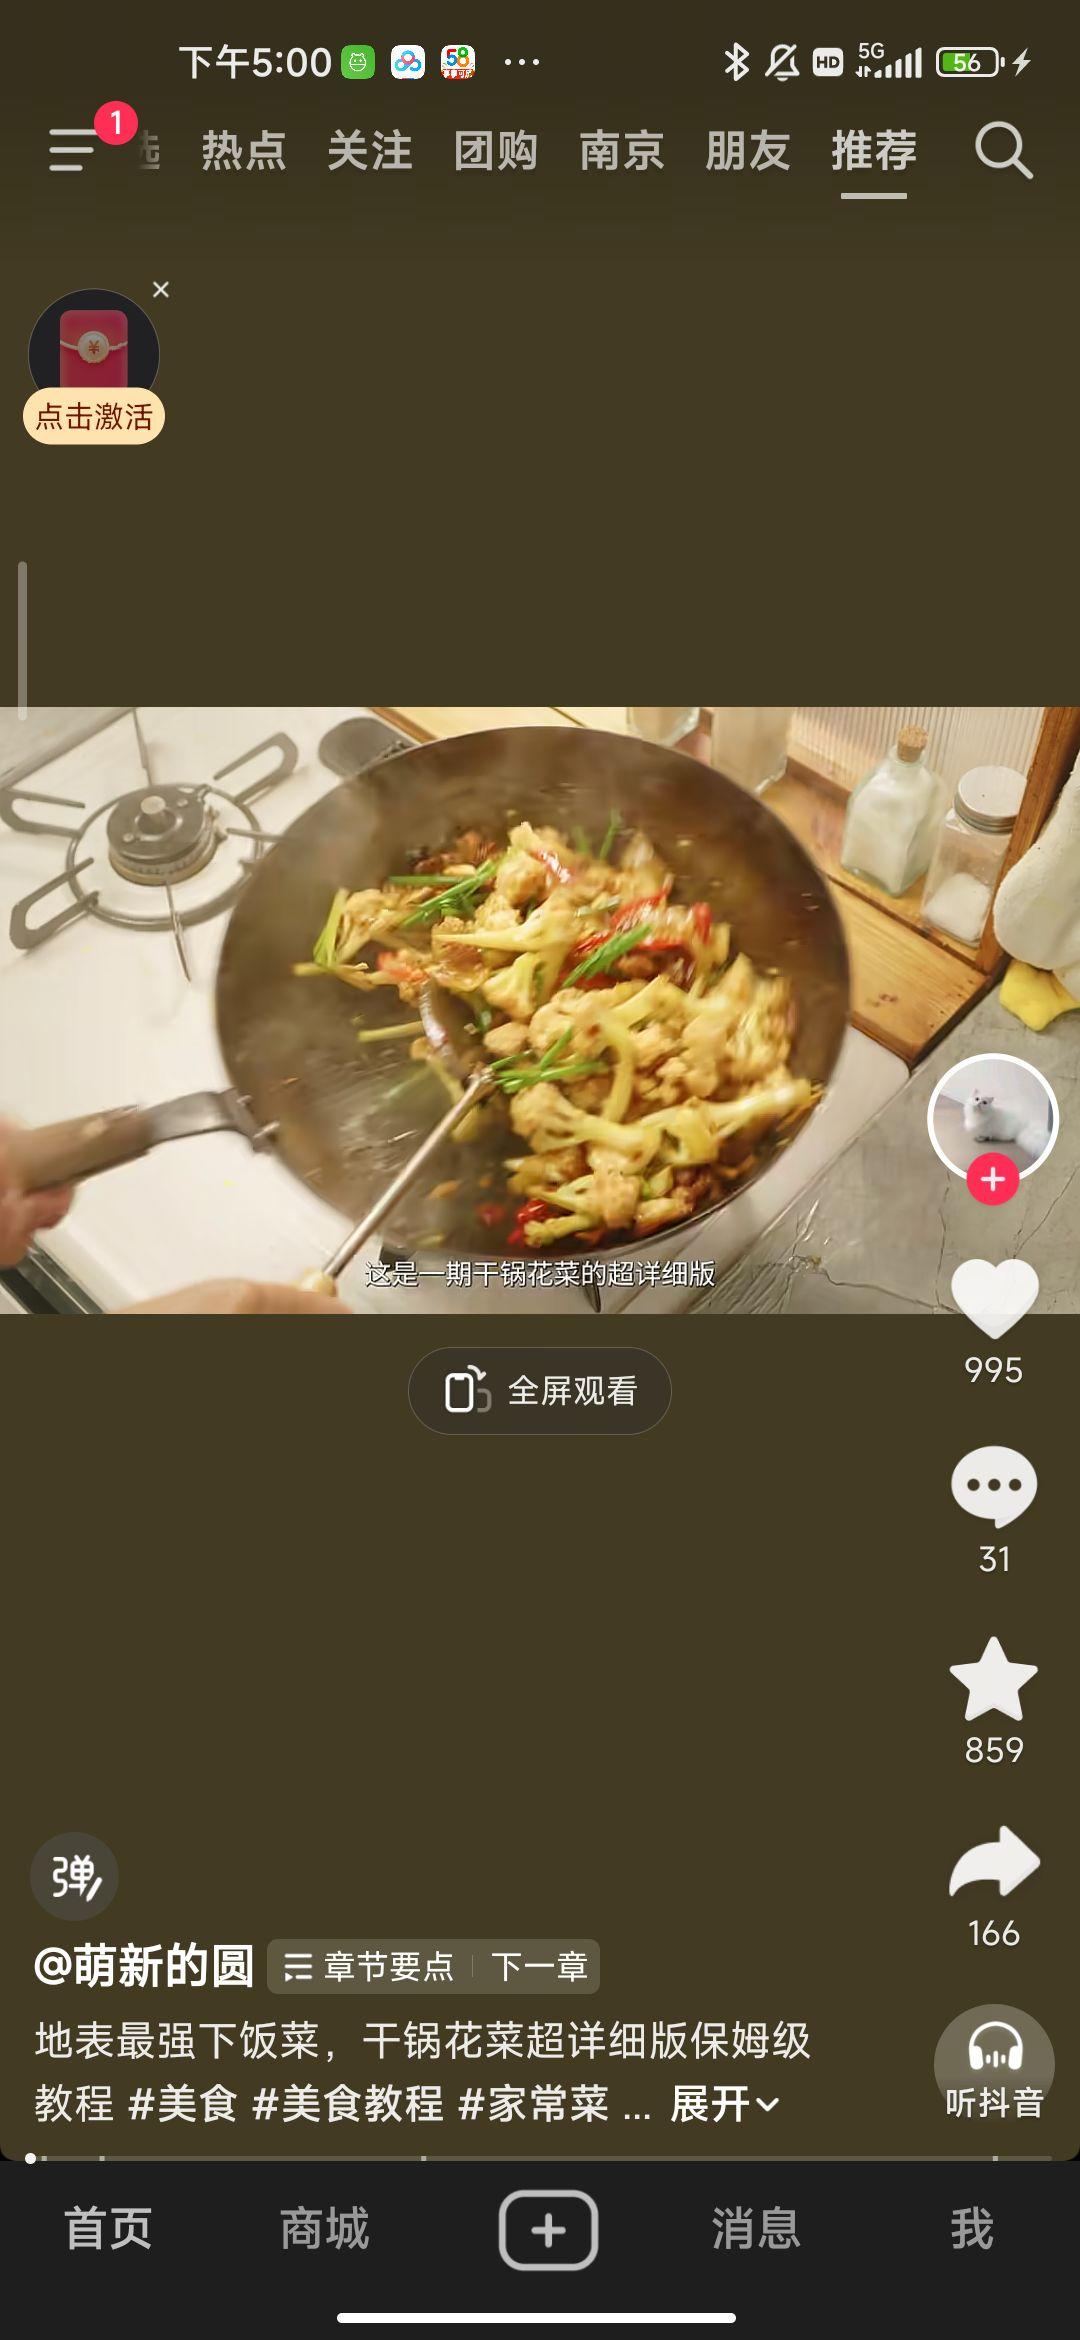 下午5:00 58 ... HD 5G 56
1
热点 关注 团购 南京 朋友 推荐
点击激活
这是一期干锅花菜的超详细版
全屏观看
995
31
859
166
弹
@萌新的圆 章节要点 下一章
地表最强下饭菜，干锅花菜超详细版保姆级
教程 #美食 #美食教程 #家常菜 ... 展开
听抖音
首页 商城 消息 我